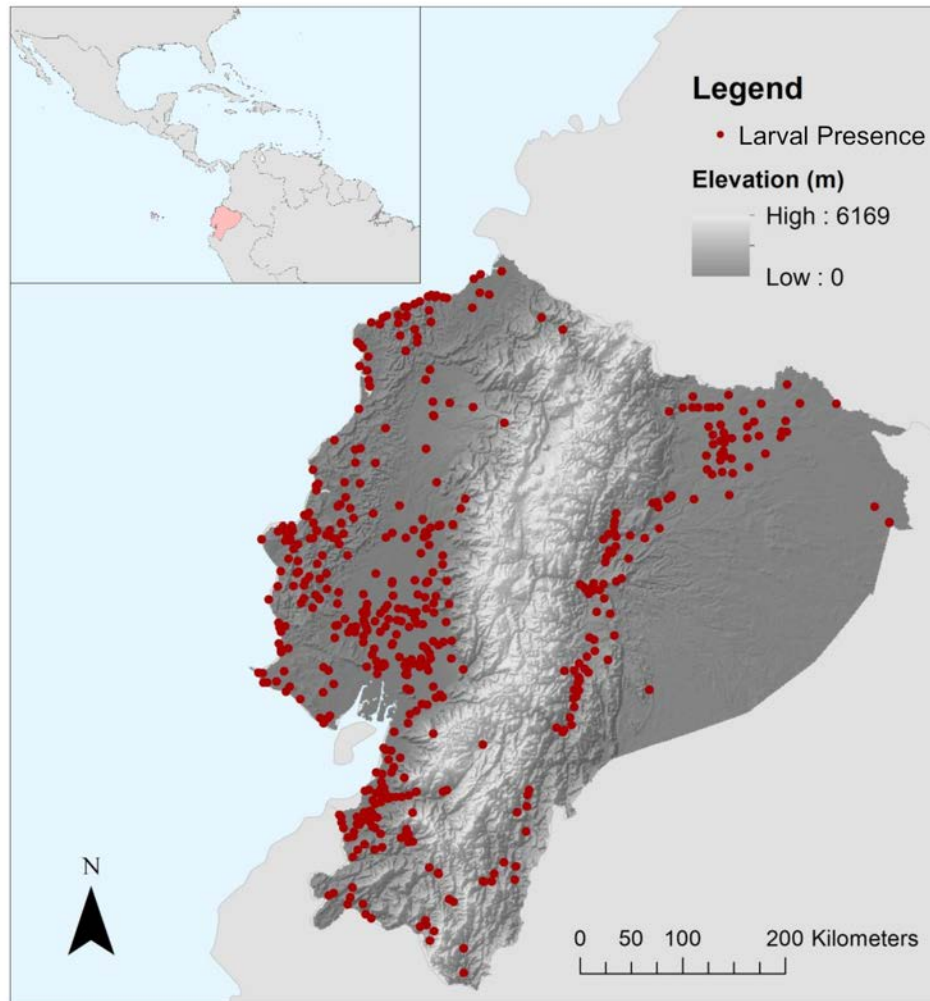 Legend
Larval Presence
Elevation (m)
High : 6169
Low : 0
N
0 50 100 200 Kilometers